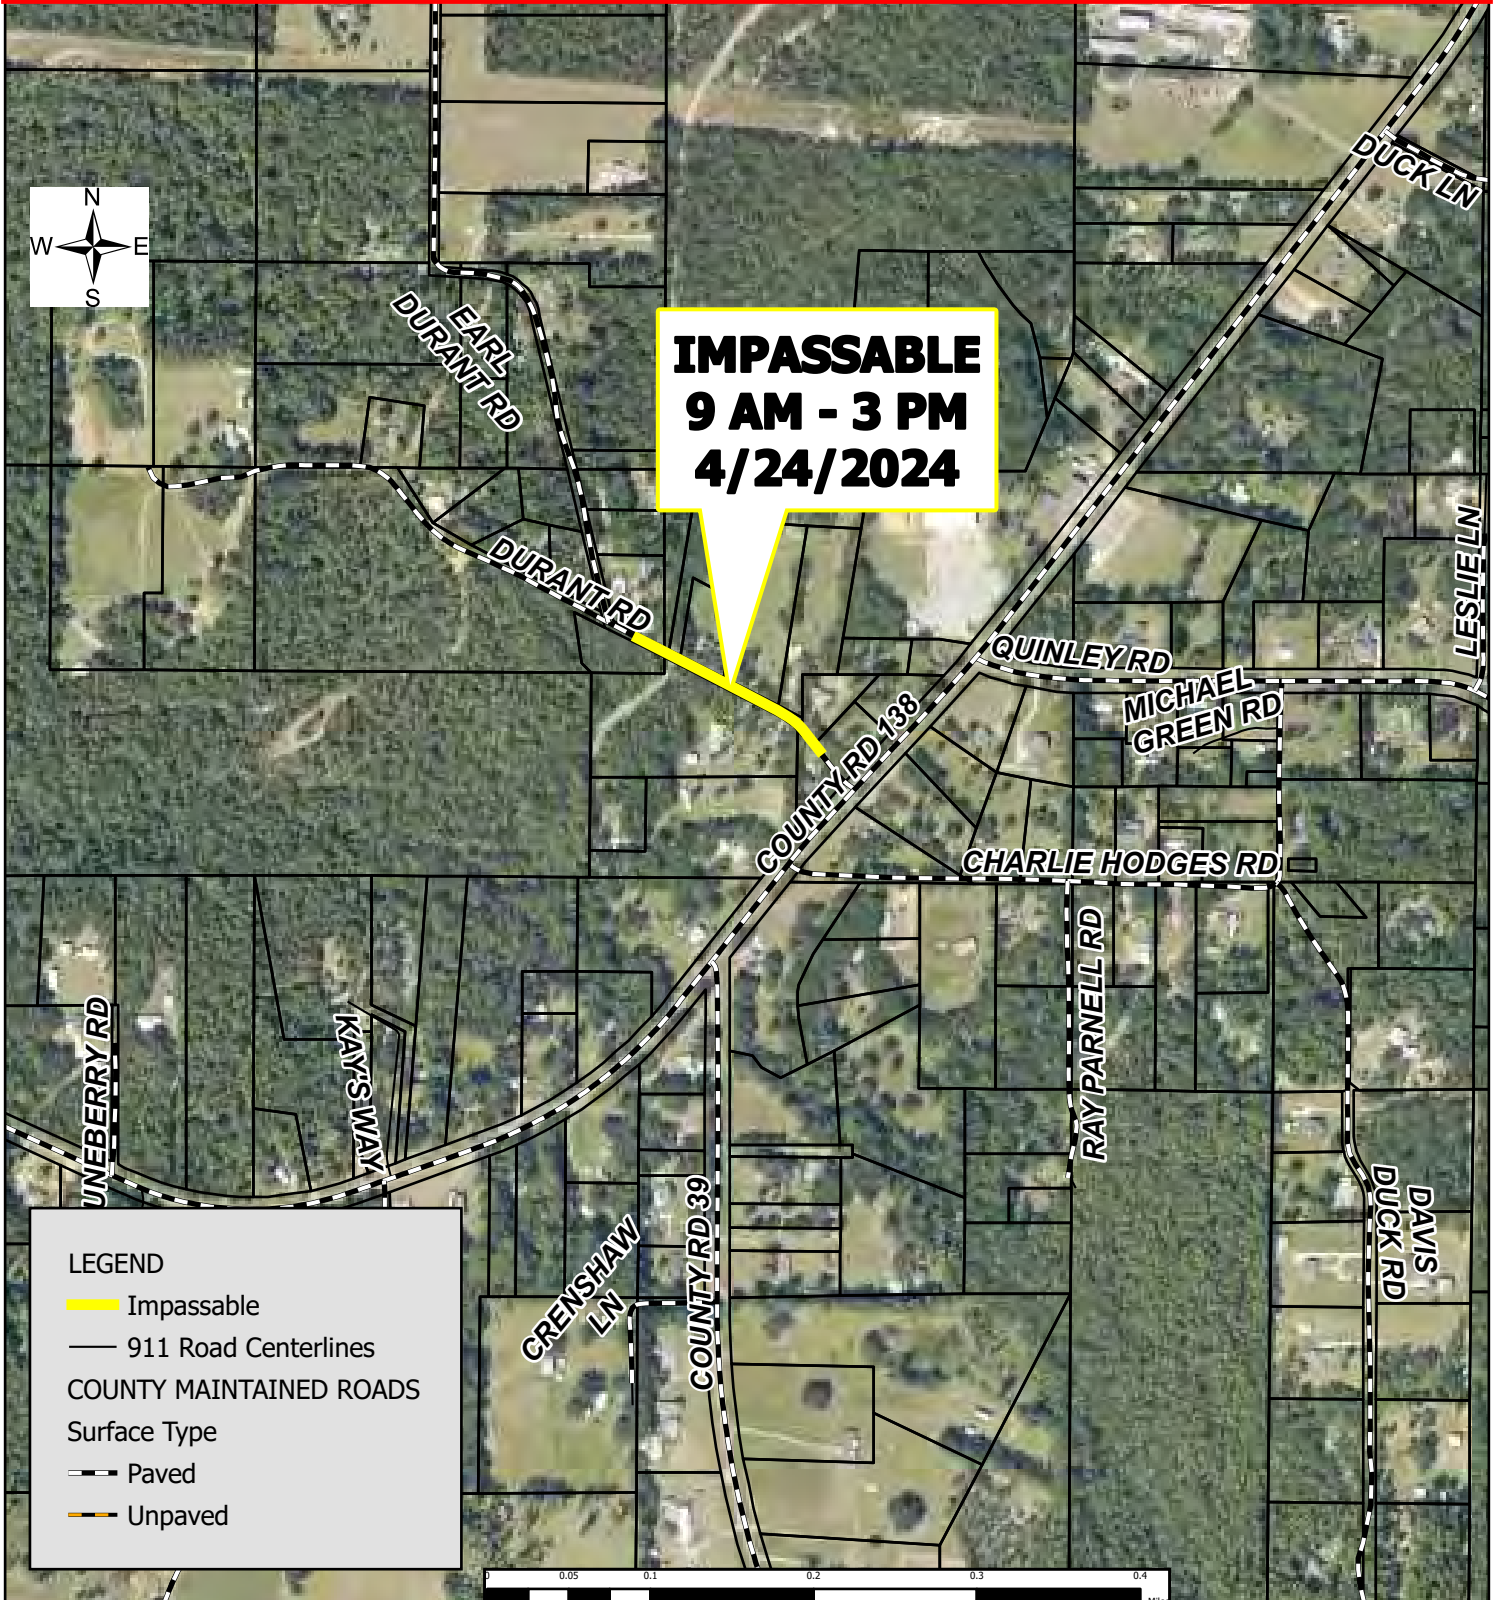 DUCK LN
N
W E
S
EARL
DURANT RD
IMPASSABLE
9 AM - 3 PM
4/24/2024
LESLIE LN
DURANT RD
QUINLEY RD
MICHAEL
GREEN RD
COUNTY RD 138
CHARLIE HODGES RD
RAY PARNELL RD
UNEBERRY RD
KAY'S WAY
DAVIS
DUCK RD
COUNTY RD 39
CRENSHAW
LN
LEGEND
Impassable
911 Road Centerlines
COUNTY MAINTAINED ROADS
Surface Type
Paved
Unpaved
0 0.05 0.1 0.2 0.3 0.4